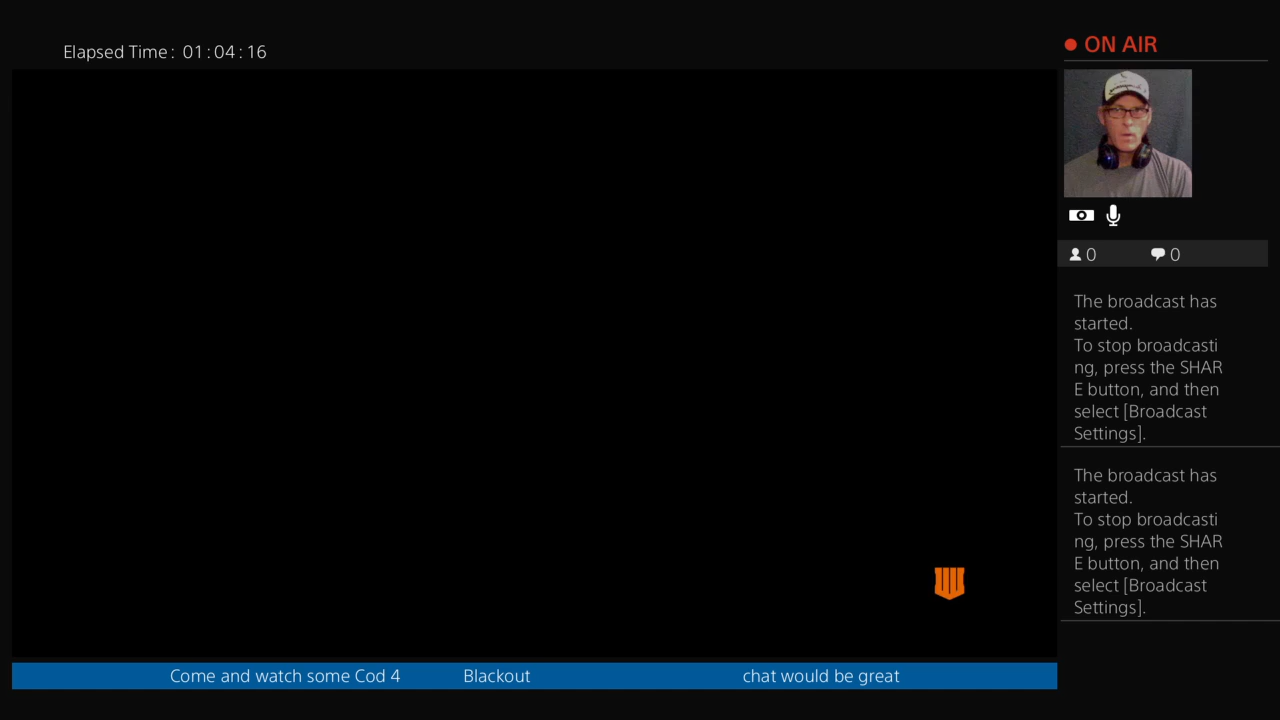 Elapsed Time: 01:04:16
ON AIR
0 0
The broadcast has
started.
To stop broadcasti
ng, press the SHAR
E button, and then
select [Broadcast
Settings].
The broadcast has
started.
To stop broadcasti
ng, press the SHAR
E button, and then
select [Broadcast
Settings].
Come and watch some Cod 4 Blackout chat would be great